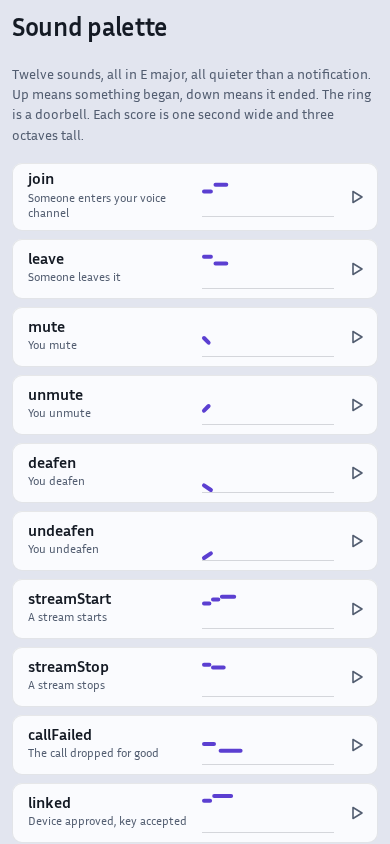 Sound palette
Twelve sounds, all in E major, all quieter than a notification.
Up means something began, down means it ended. The ring
is a doorbell. Each score is one second wide and three
octaves tall.
join
Someone enters your voice
channel
leave
Someone leaves it
mute
You mute
unmute
You unmute
deafen
You deafen
undeafen
You undeafen
streamStart
A stream starts
streamStop
A stream stops
callFailed
The call dropped for good
linked
Device approved, key accepted